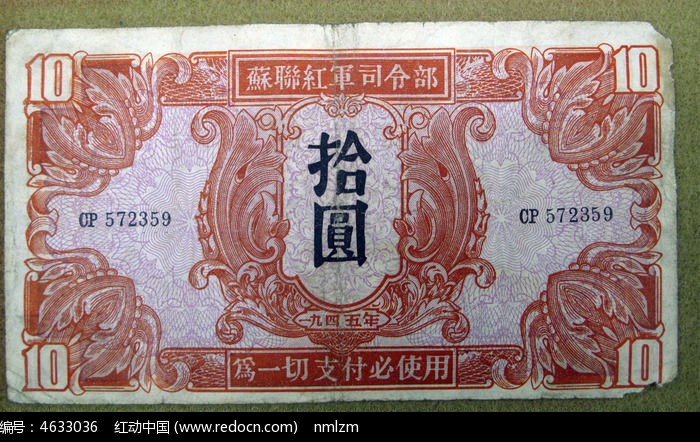 10 蘇聯紅軍司令部 10
拾
圓
CP 572359 CP 572359
一九四五年
10 爲一切支付必使用 10
编号：4633036 红动中国 (www.redocn.com) nmlzm